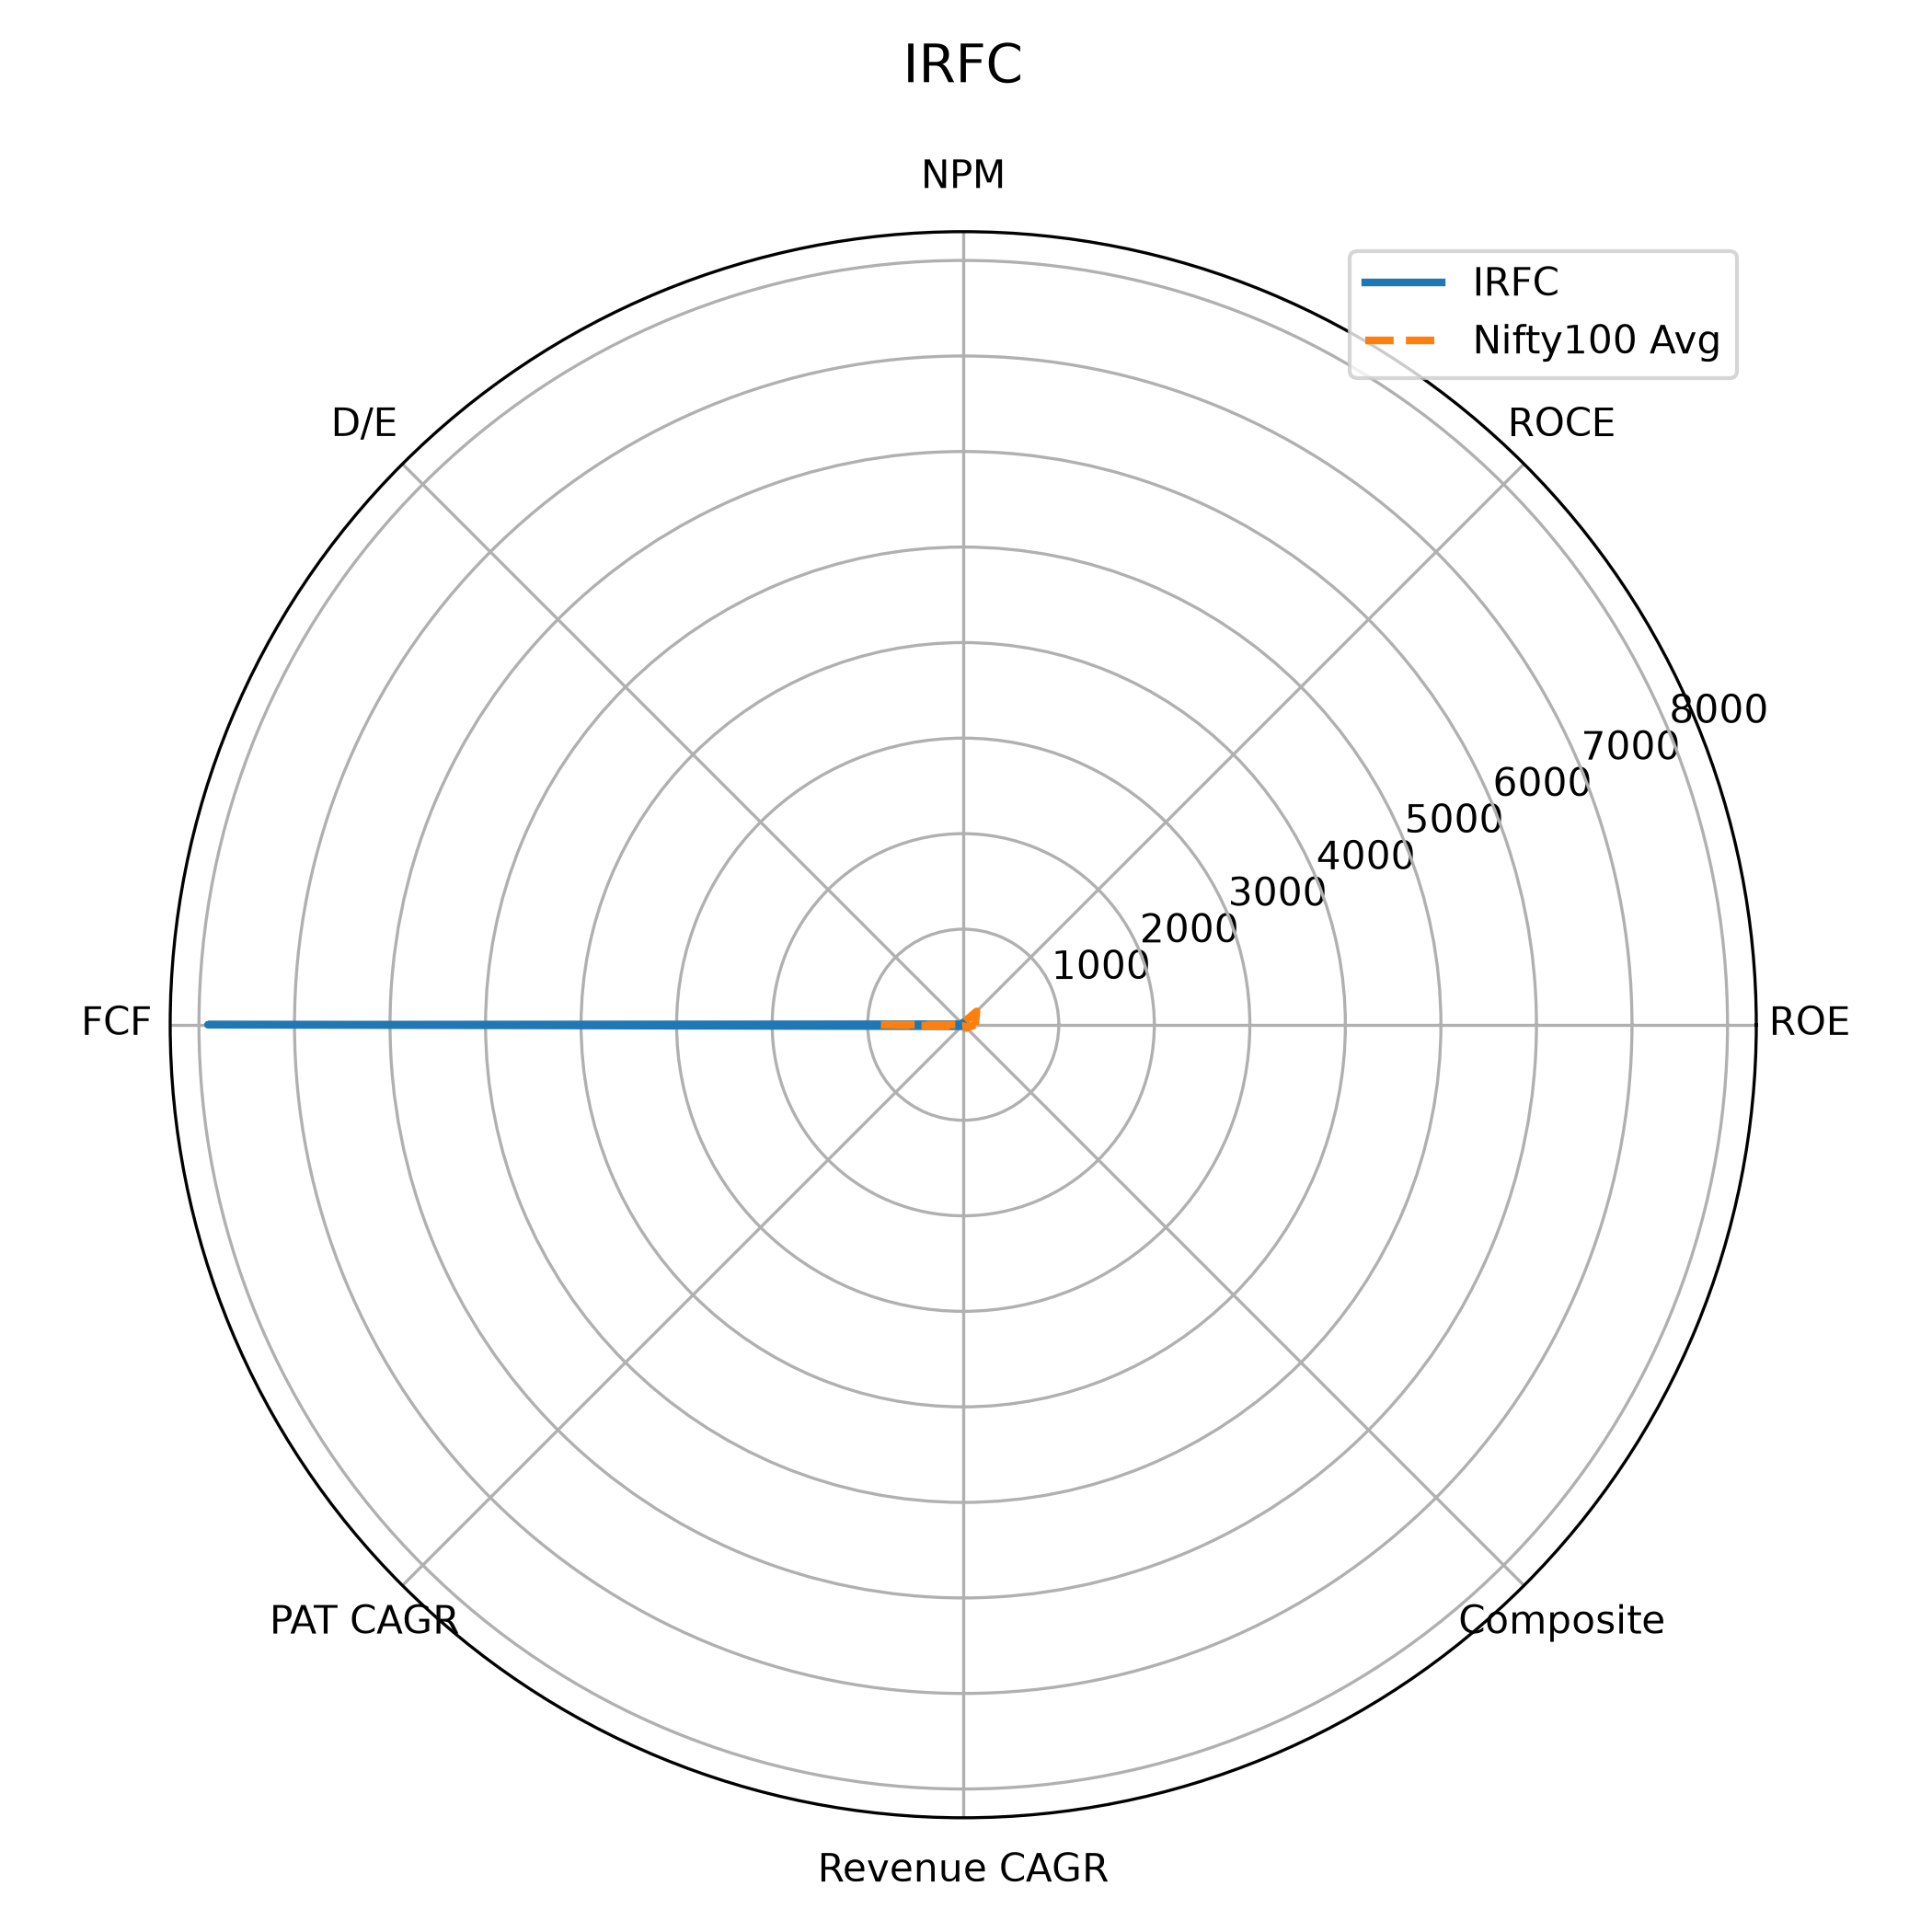 IRFC
NPM
IRFC
Nifty100 Avg
D/E
ROCE
8000
7000
6000
5000
4000
3000
2000
1000
FCF
ROE
PAT CAGR
Composite
Revenue CAGR